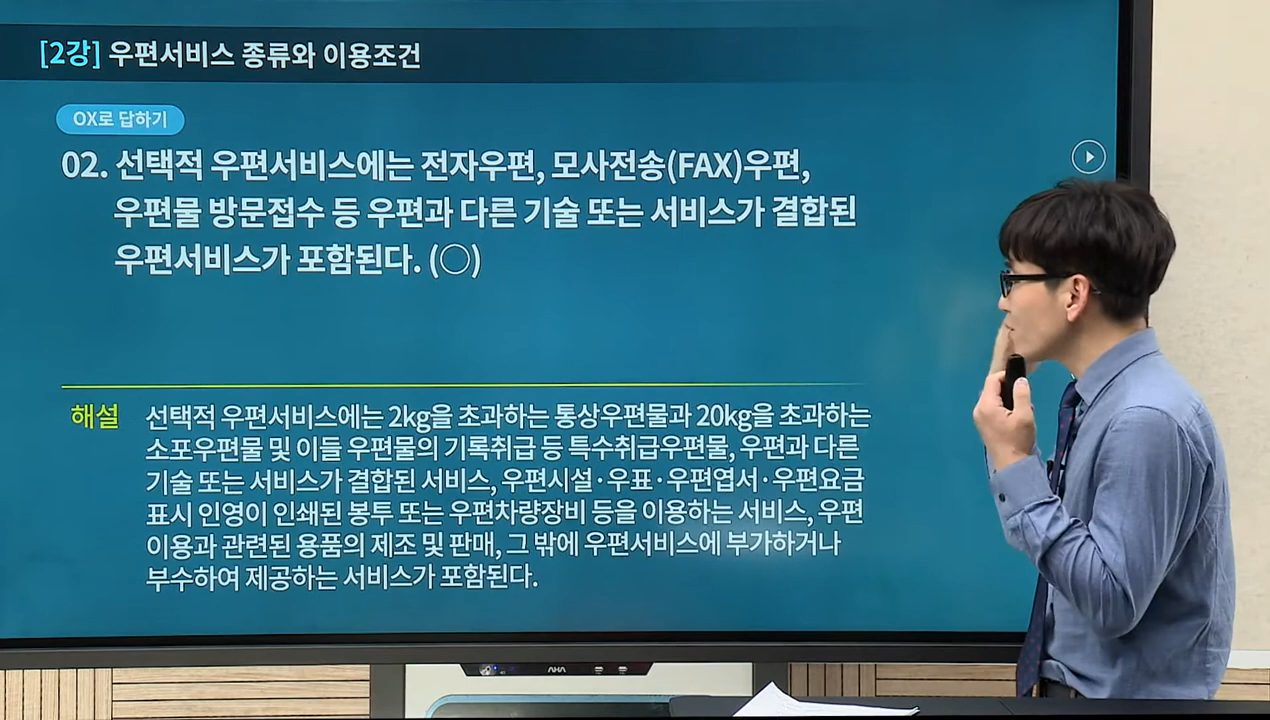 [2강] 우편서비스 종류와 이용조건
OX로 답하기
02. 선택적 우편서비스에는 전자우편, 모사전송(FAX)우편,
우편물 방문접수 등 우편과 다른 기술 또는 서비스가 결합된
우편서비스가 포함된다. (○)
해설 선택적 우편서비스에는 2kg을 초과하는 통상우편물과 20kg을 초과하는
소포우편물 및 이들 우편물의 기록취급 등 특수취급우편물, 우편과 다른
기술 또는 서비스가 결합된 서비스, 우편시설·우표·우편엽서·우편요금
표시 인영이 인쇄된 봉투 또는 우편차량장비 등을 이용하는 서비스, 우편
이용과 관련된 용품의 제조 및 판매, 그 밖에 우편서비스에 부가하거나
부수하여 제공하는 서비스가 포함된다.
AHA